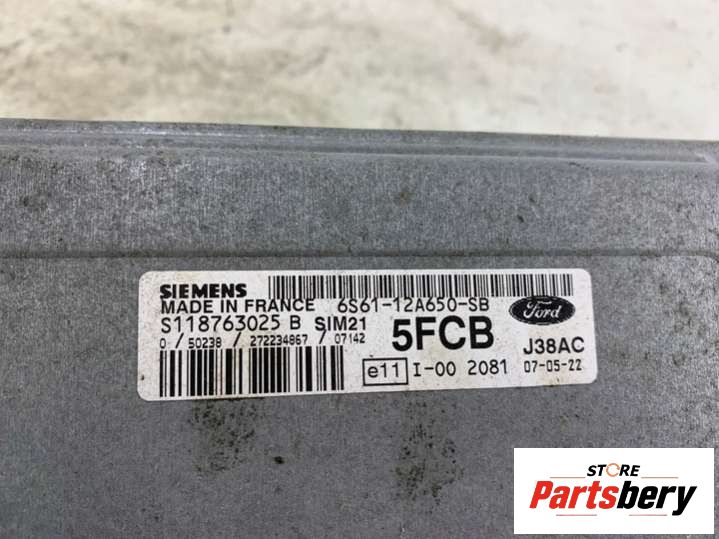 SIEMENS
MADE IN FRANCE 6S61-12A650-SB
S118763025 B SIM21
0 / 50238 / 272234867 / 07142
5FCB
Ford
J38AC
e11 I-00 2081 07-05-22
STORE
Partsbery